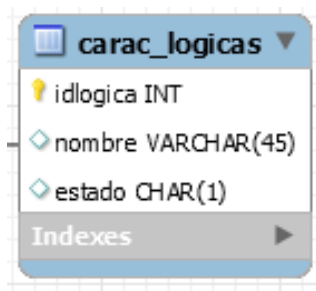 carac_logicas
idlogica INT
nombre VARCHAR(45)
estado CHAR(1)
Indexes